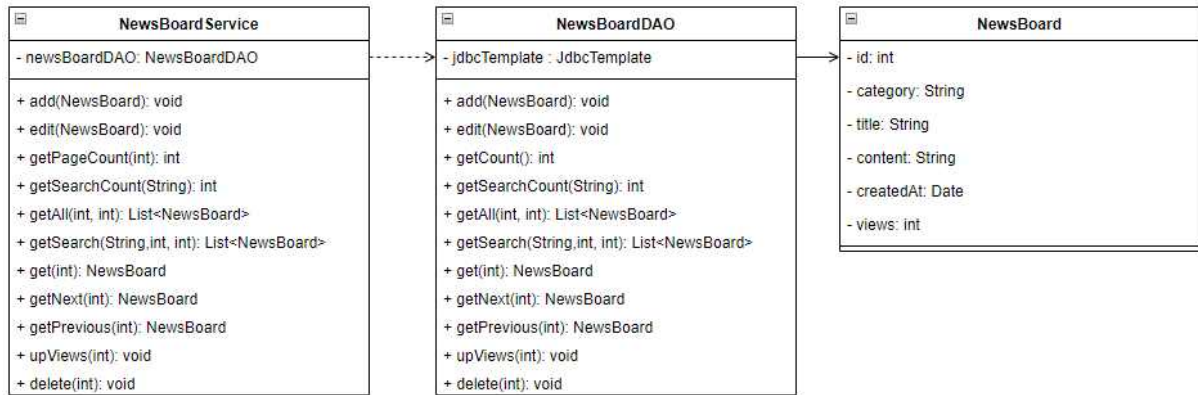 NewsBoardService
- newsBoardDAO: NewsBoardDAO
+ add(NewsBoard): void
+ edit(NewsBoard): void
+ getPageCount(int): int
+ getSearchCount(String): int
+ getAll(int, int): List<NewsBoard>
+ getSearch(String,int, int): List<NewsBoard>
+ get(int): NewsBoard
+ getNext(int): NewsBoard
+ getPrevious(int): NewsBoard
+ upViews(int): void
+ delete(int): void
NewsBoardDAO
- jdbcTemplate : JdbcTemplate
+ add(NewsBoard): void
+ edit(NewsBoard): void
+ getCount(): int
+ getSearchCount(String): int
+ getAll(int, int): List<NewsBoard>
+ getSearch(String,int, int): List<NewsBoard>
+ get(int): NewsBoard
+ getNext(int): NewsBoard
+ getPrevious(int): NewsBoard
+ upViews(int): void
+ delete(int): void
NewsBoard
- id: int
- category: String
- title: String
- content: String
- createdAt: Date
- views: int